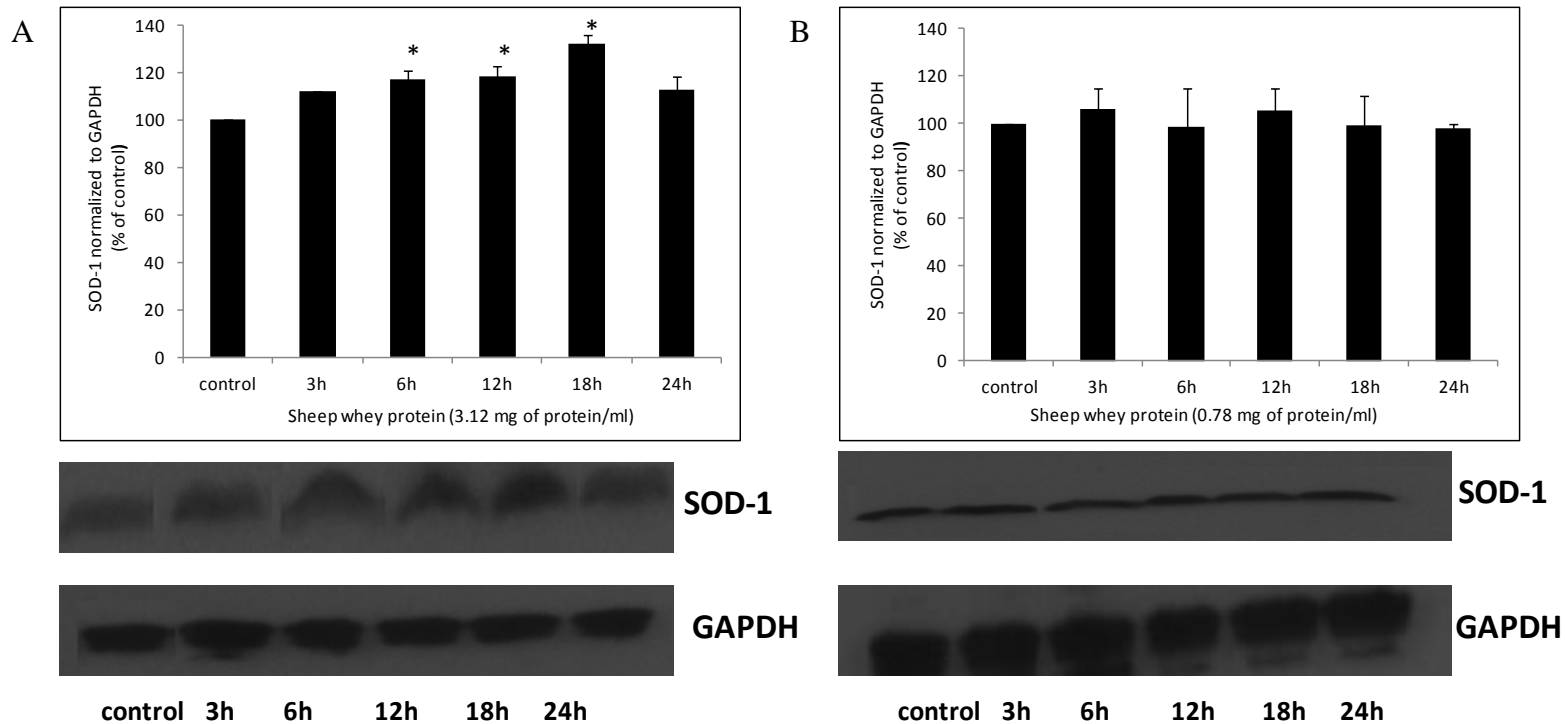 A
SOD-1 normalized to GAPDH
(% of control)
140
120
100
80
60
40
20
0
*
*
*
control 3h 6h 12h 18h 24h
Sheep whey protein (3.12 mg of protein/ml)
SOD-1
GAPDH
control 3h 6h 12h 18h 24h
B
SOD-1 normalized to GAPDH
(% of control)
140
120
100
80
60
40
20
0
control 3h 6h 12h 18h 24h
Sheep whey protein (0.78 mg of protein/ml)
SOD-1
GAPDH
control 3h 6h 12h 18h 24h